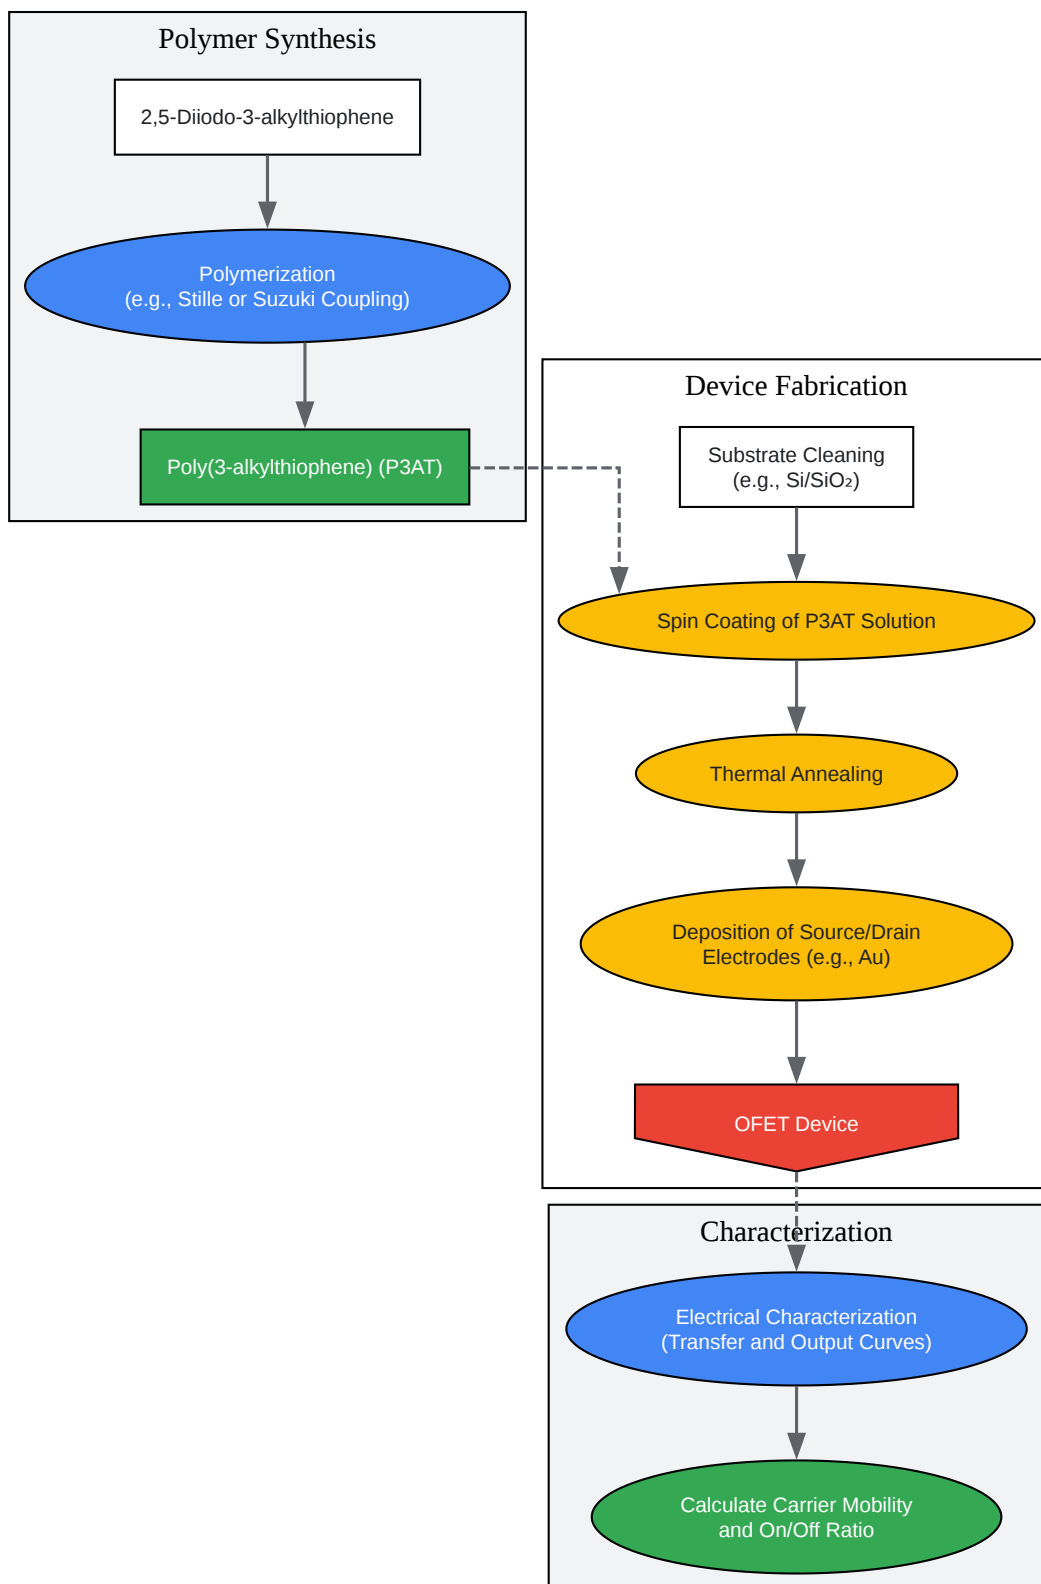 Polymer Synthesis
2,5-Diiodo-3-alkylthiophene
Polymerization
(e.g., Stille or Suzuki Coupling)
Poly(3-alkylthiophene) (P3AT)
Device Fabrication
Substrate Cleaning
(e.g., Si/SiO₂)
Spin Coating of P3AT Solution
Thermal Annealing
Deposition of Source/Drain
Electrodes (e.g., Au)
OFET Device
Characterization
Electrical Characterization
(Transfer and Output Curves)
Calculate Carrier Mobility
and On/Off Ratio